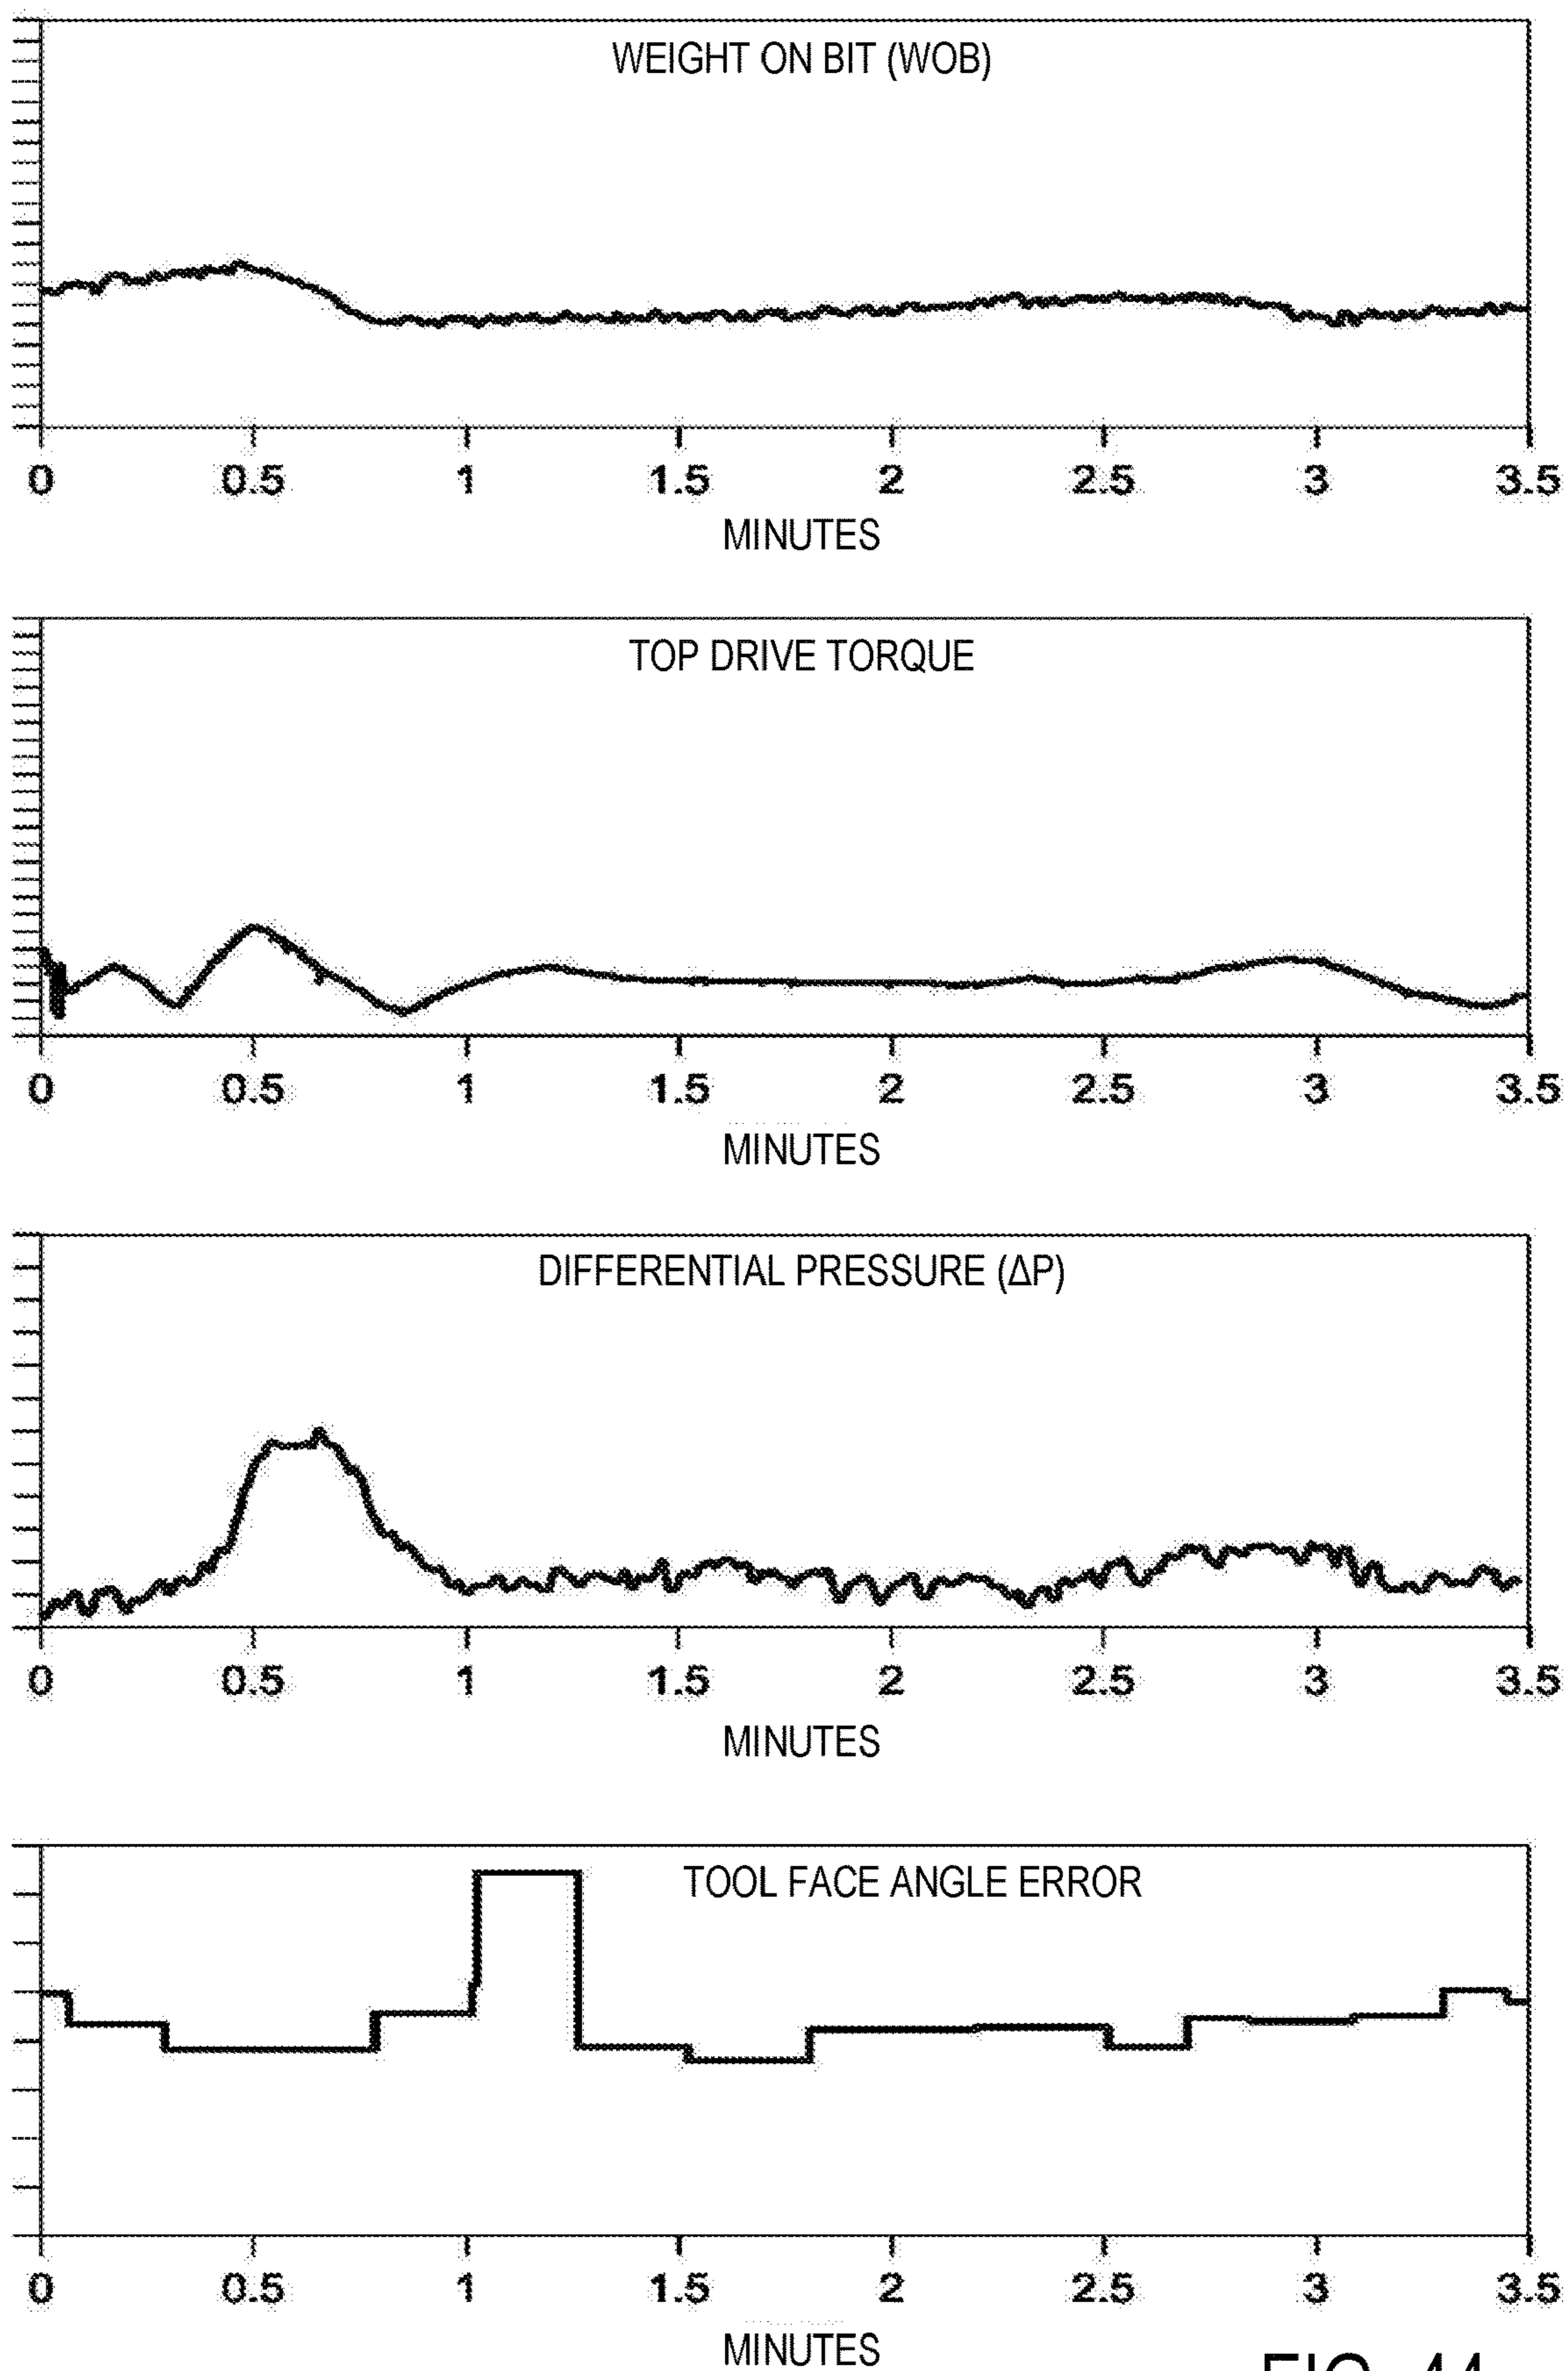 WEIGHT ON BIT (WOB)
0 0.5 1 1.5 2 2.5 3 3.5
MINUTES
TOP DRIVE TORQUE
0 0.5 1 1.5 2 2.5 3 3.5
MINUTES
DIFFERENTIAL PRESSURE (ΔP)
0 0.5 1 1.5 2 2.5 3 3.5
MINUTES
TOOL FACE ANGLE ERROR
0 0.5 1 1.5 2 2.5 3 3.5
MINUTES